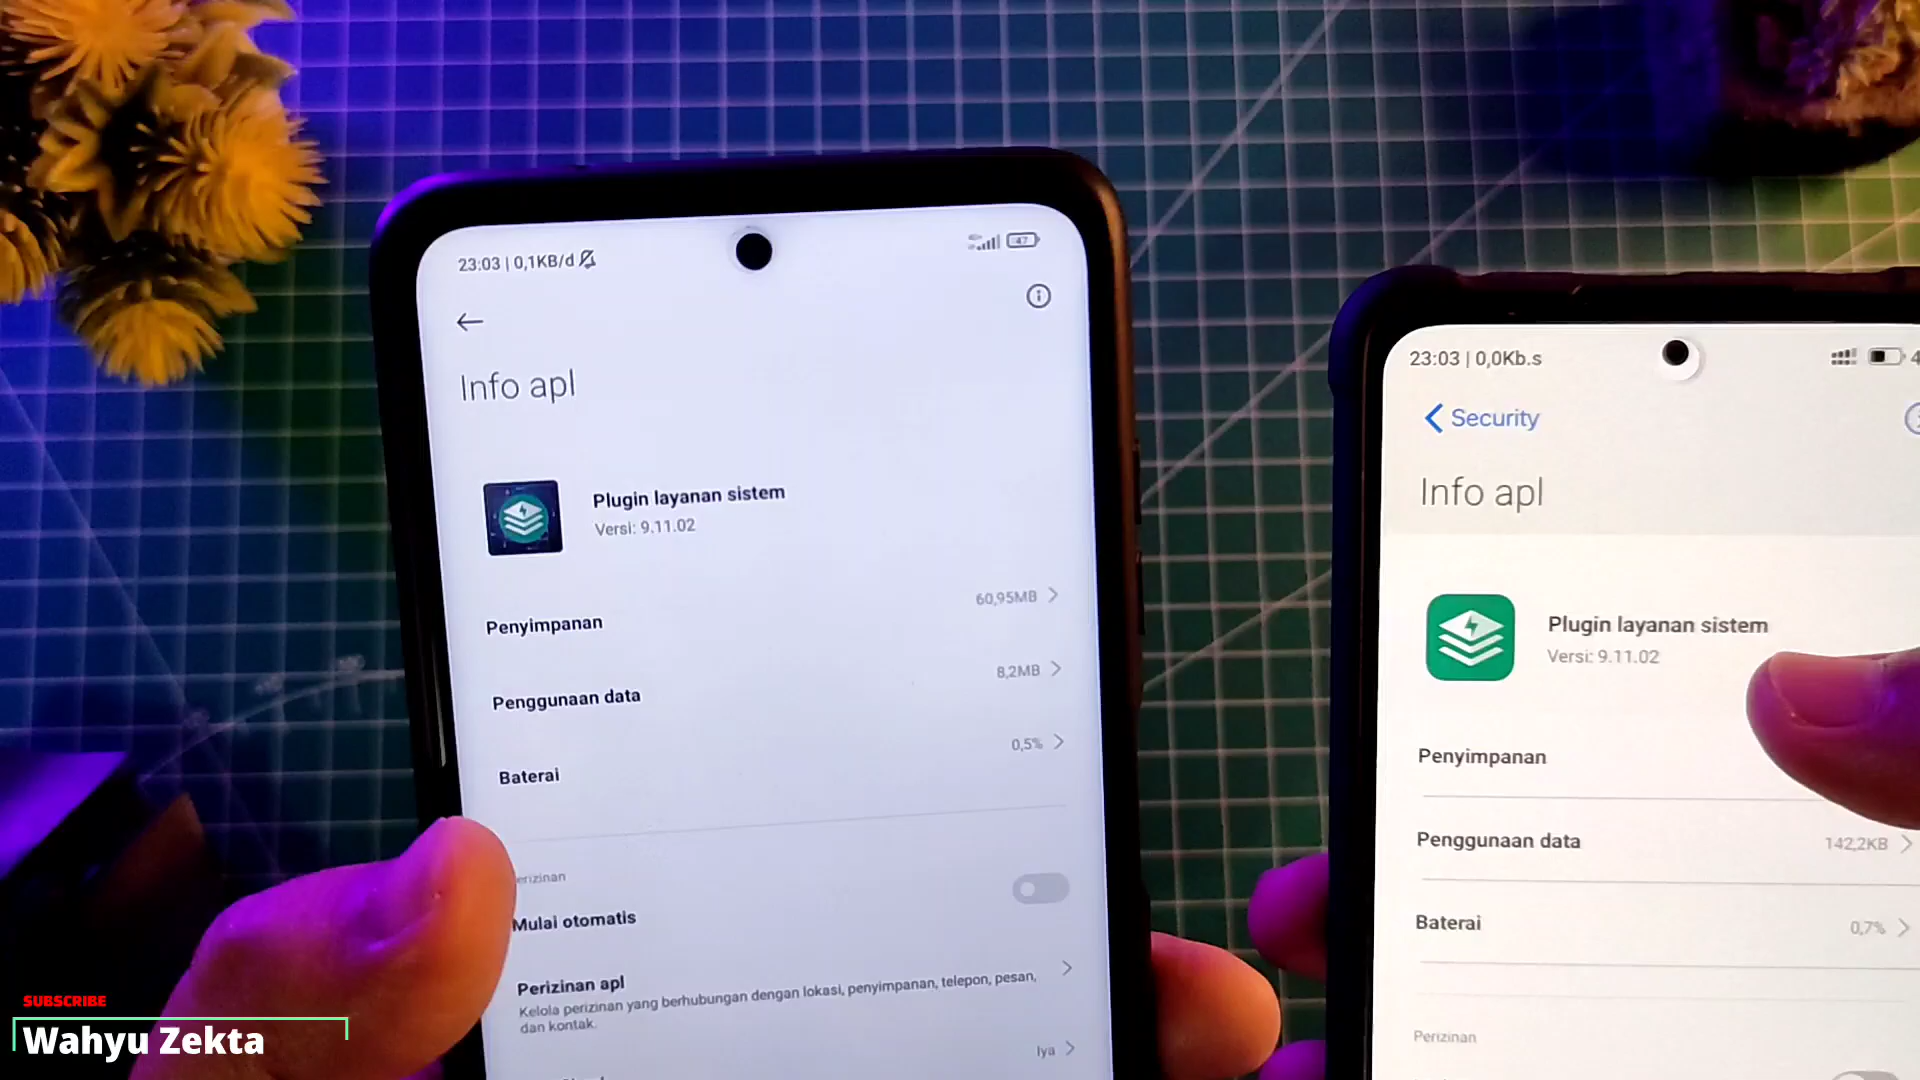 23:03 | 0,1KB/d
47
Info apl
Plugin layanan sistem
Versi: 9.11.02
Penyimpanan
60,95MB
Penggunaan data
8,2MB
Baterai
0,5%
erizinan
Mulai otomatis
Perizinan apl
Kelola perizinan yang berhubungan dengan lokasi, penyimpanan, telepon, pesan,
dan kontak.
Iya
23:03 | 0,0Kb.s
4
Security
Info apl
Plugin layanan sistem
Versi: 9.11.02
Penyimpanan
Penggunaan data
142,2KB
Baterai
0,7%
Perizinan
SUBSCRIBE
Wahyu Zekta